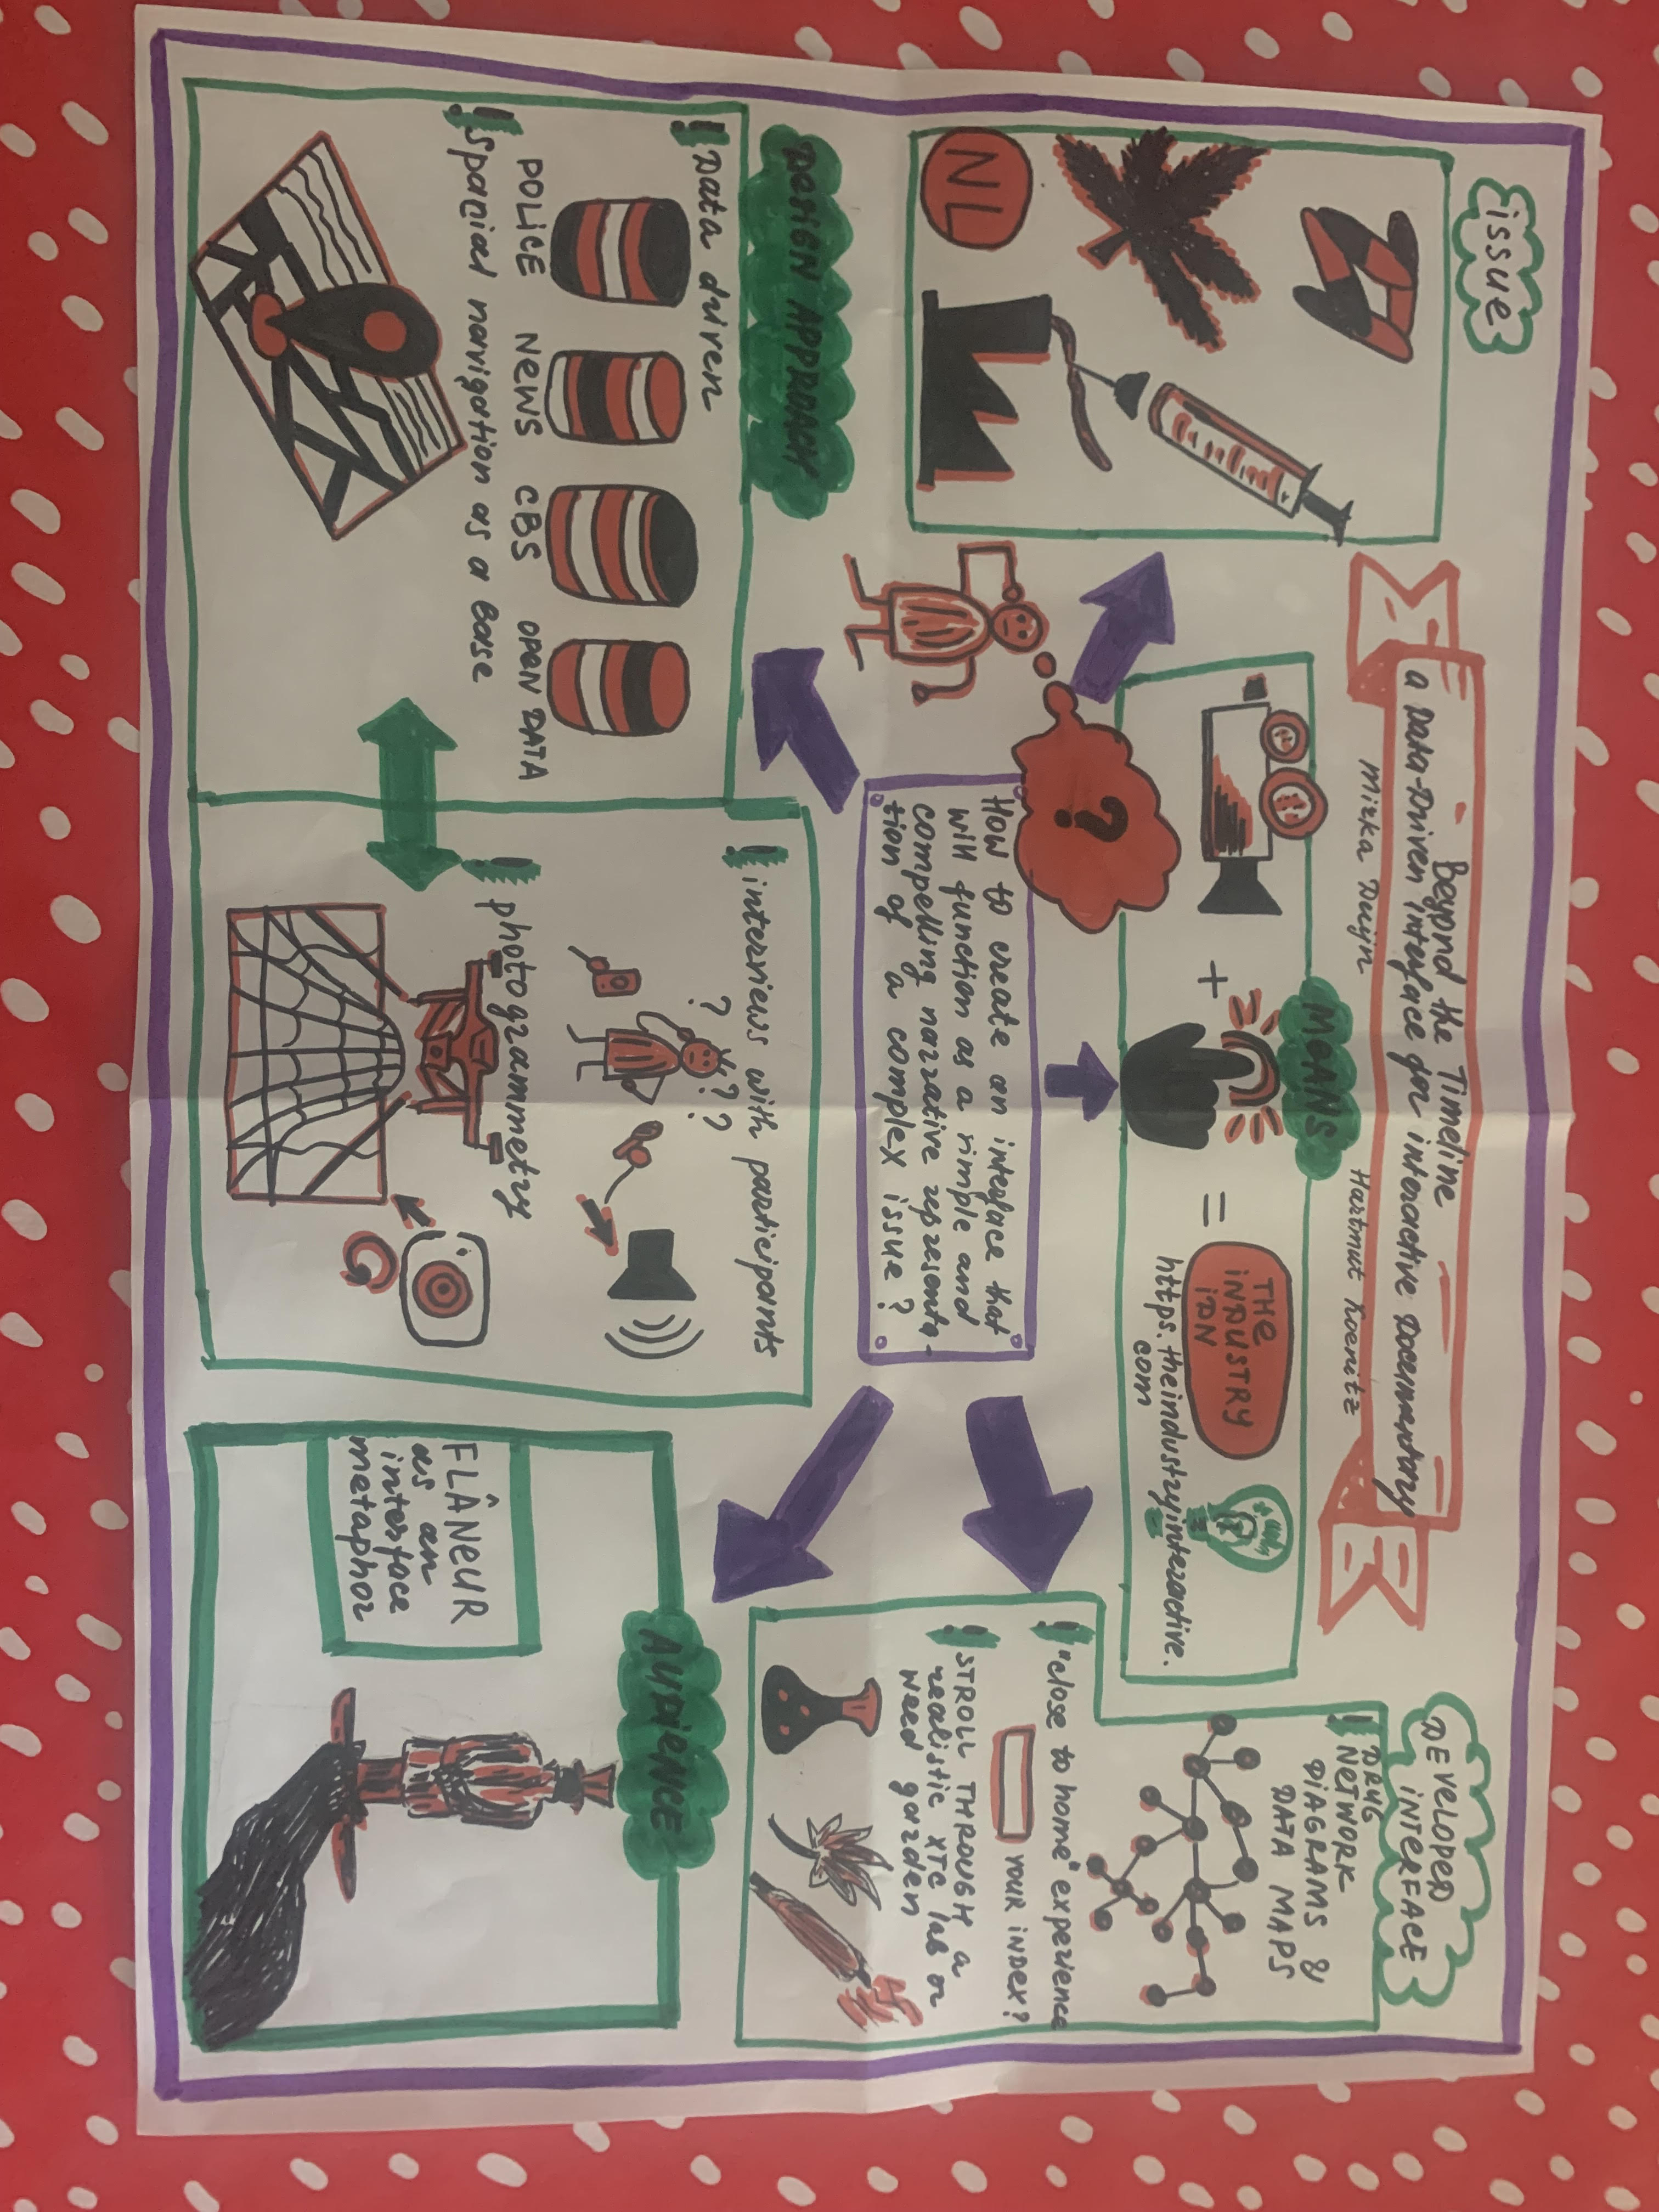 issue
NL
Beyond the Timeline
a Data-Driven interface for interactive Documentary
Mirka Duijn
Hartmut Koenitz
MEANS
+
=
THE
INDUSTRY
IDN
https.theindustryinteractive.
com
?
How to create an interface that
will function as a simple and
compelling narrative representa-
tion of a complex issue?
DEVELOPED
INTERFACE
! DRUG
NETWORK
DIAGRAMS &
DATA MAPS
! "close to home" experience
YOUR INDEX?
! STROLL THROUGH a
realistic XTC lab or
weed garden
DESIGN APPROACH
! Data driven
POLICE NEWS CBS OPEN DATA
! Spacial navigation as a base
! interviews with participants
? ? ?
! photogrammetry
AUDIENCE
FLÂNEUR
as an
interface
metaphor